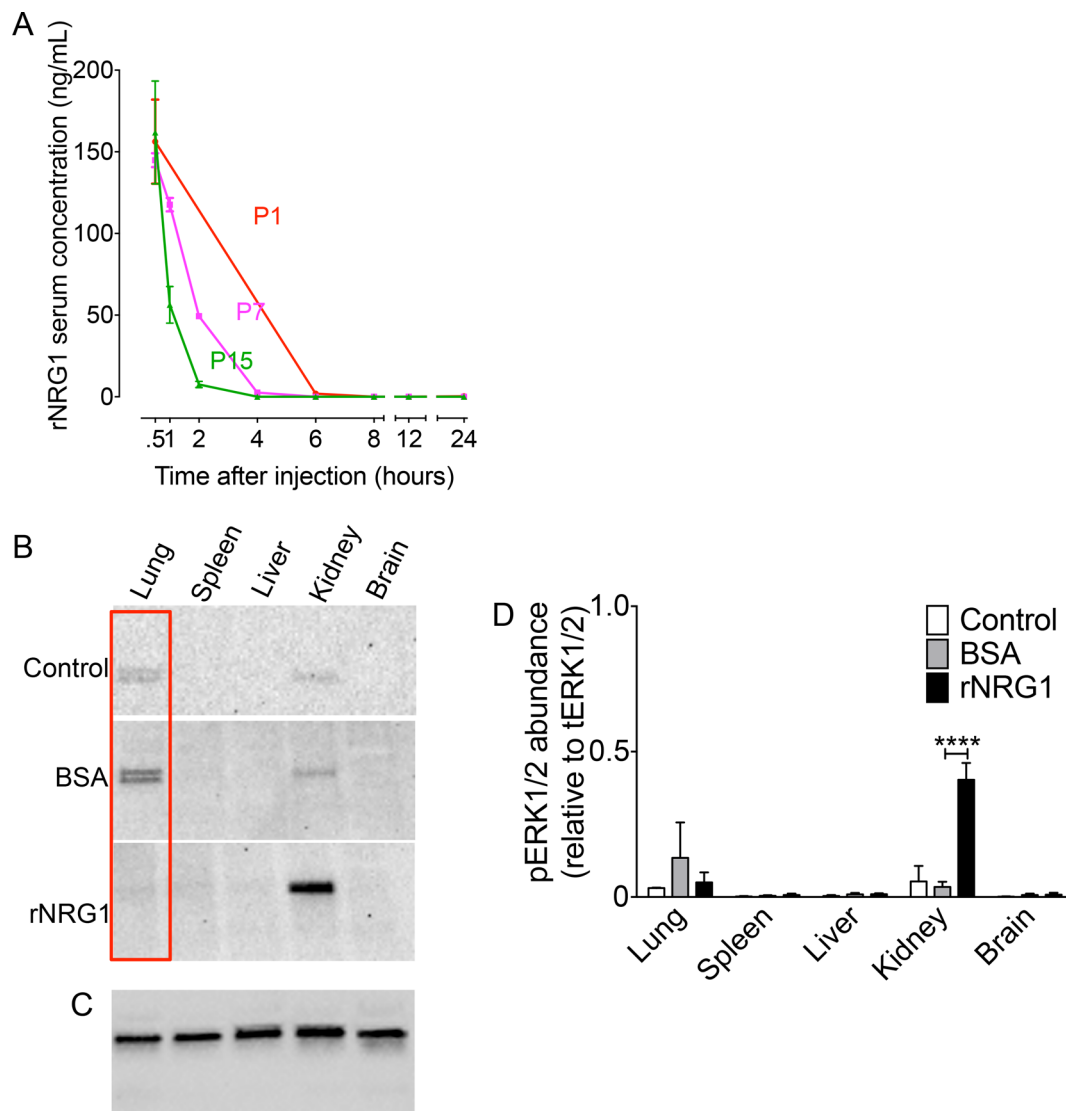 A
rNRG1 serum concentration (ng/mL)
200
150
100
50
0
P1
P7
P15
.5 1 2 4 6 8 12 24
Time after injection (hours)
B
Lung Spleen Liver Kidney Brain
Control
BSA
rNRG1
C
D
pERK1/2 abundance
(relative to tERK1/2)
1.0
0.5
0
Control
BSA
rNRG1
****
Lung Spleen Liver Kidney Brain